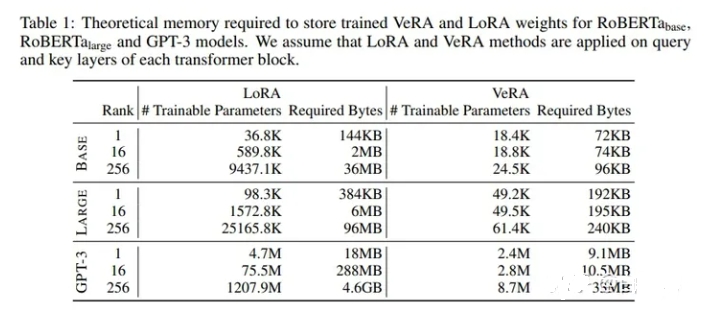 Table 1: Theoretical memory required to store trained VeRA and LoRA weights for RoBERTabase,
RoBERTalarge and GPT-3 models. We assume that LoRA and VeRA methods are applied on query
and key layers of each transformer block.
LoRA VeRA
Rank # Trainable Parameters Required Bytes # Trainable Parameters Required Bytes
BASE
1 36.8K 144KB 18.4K 72KB
16 589.8K 2MB 18.8K 74KB
256 9437.1K 36MB 24.5K 96KB
LARGE
1 98.3K 384KB 49.2K 192KB
16 1572.8K 6MB 49.5K 195KB
256 25165.8K 96MB 61.4K 240KB
GPT-3
1 4.7M 18MB 2.4M 9.1MB
16 75.5M 288MB 2.8M 10.5MB
256 1207.9M 4.6GB 8.7M 33MB